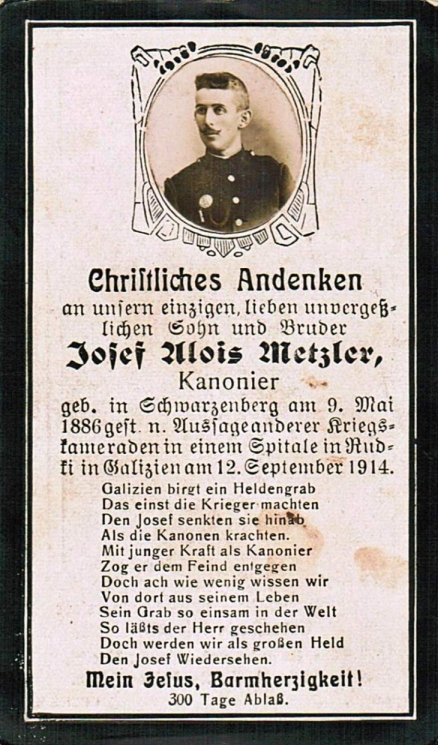 Christliches Andenken
an unsern einzigen, lieben unvergeß-
lichen Sohn und Bruder
Josef Alois Metzler,
Kanonier
geb. in Schwarzenberg am 9. Mai
1886 gest. n. Aussage anderer Kriegs-
kameraden in einem Spitale in Rud-
ki in Galizien am 12. September 1914.
Galizien birgt ein Heldengrab
Das einst die Krieger machten
Den Josef senkten sie hinab
Als die Kanonen krachten.
Mit junger Kraft als Kanonier
Zog er dem Feind entgegen
Doch ach wie wenig wissen wir
Von dort aus seinem Leben
Sein Grab so einsam in der Welt
So läßts der Herr geschehen
Doch werden wir als großen Held
Den Josef Wiedersehen.
Mein Jesus, Barmherzigkeit!
300 Tage Ablaß.